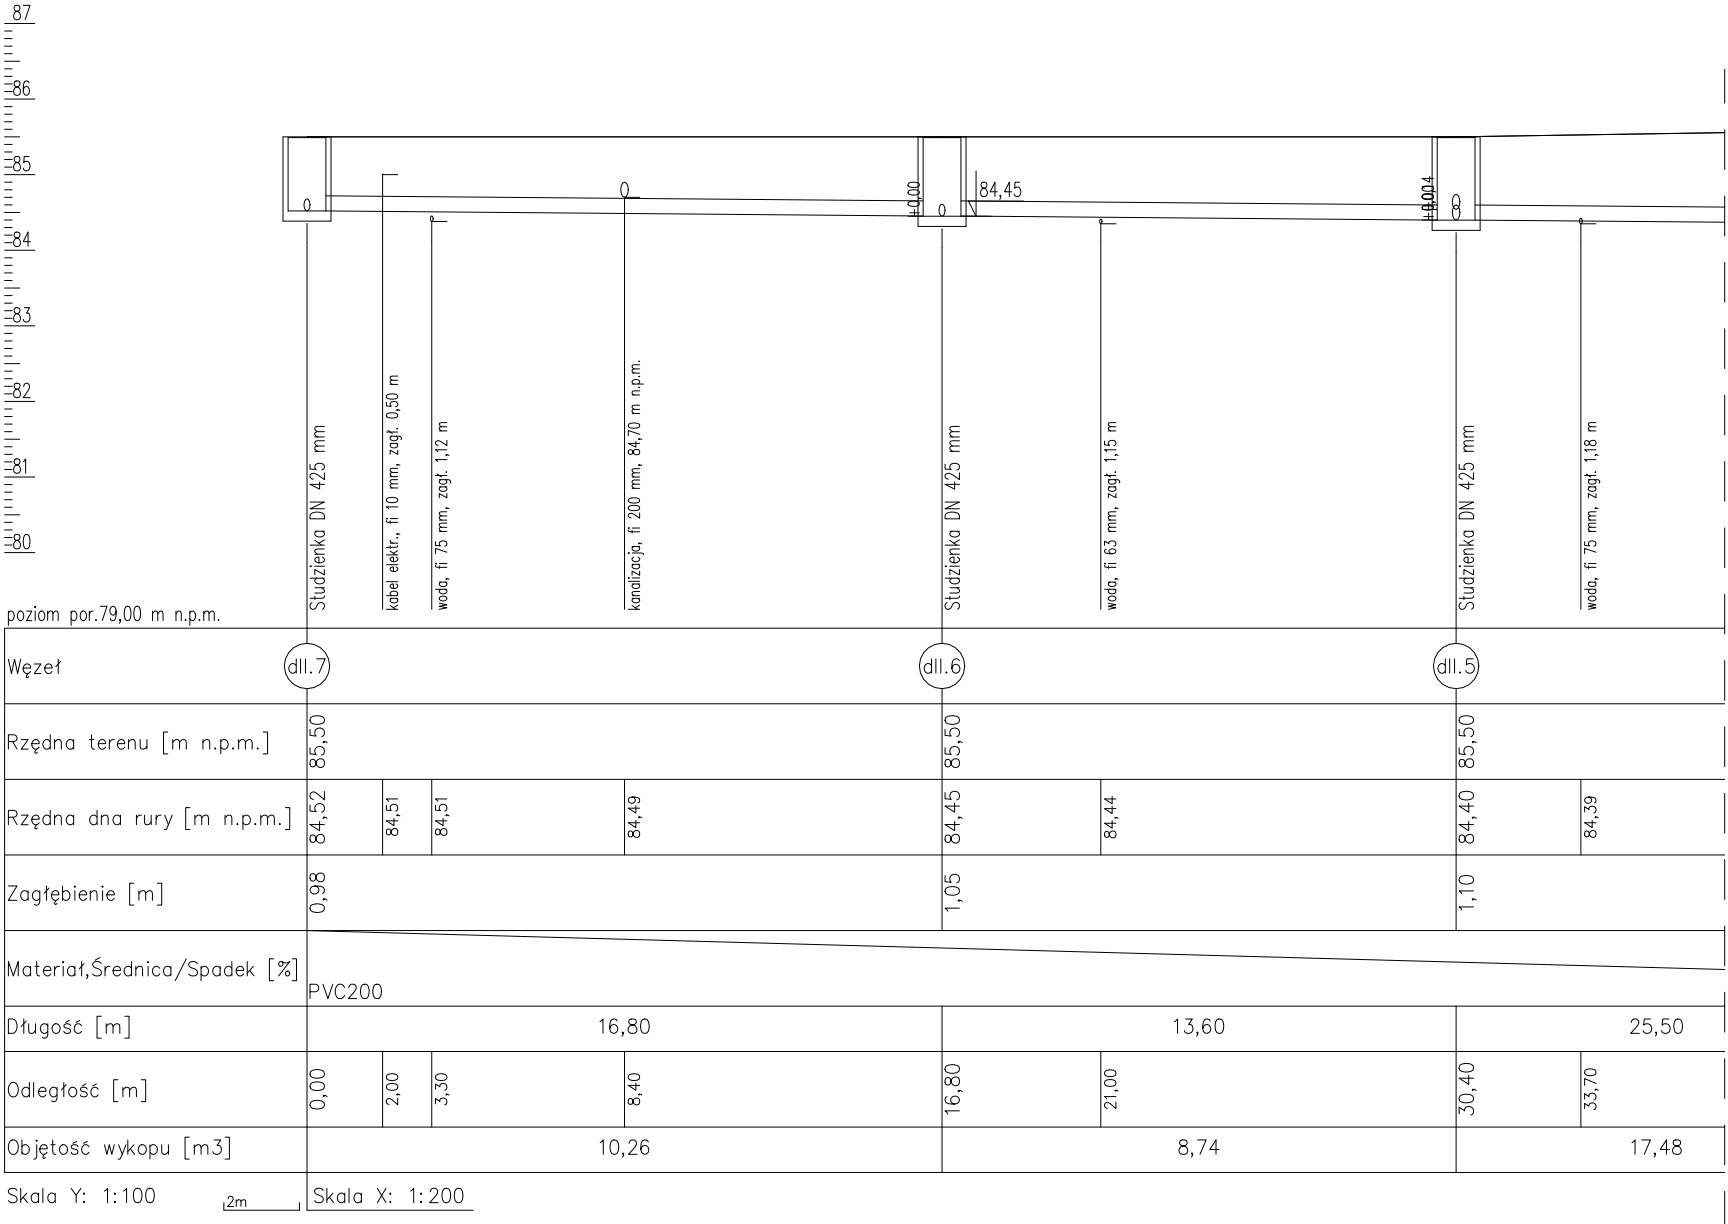 87
86
85
84
83
82
81
80
+0,00
84,45
Studzienka DN 425 mm
kabel elektr., fi 10 mm, zagł. 0,50 m
woda, fi 75 mm, zagł. 1,12 m
kanalizacja, fi 200 mm, 84,70 m n.p.m.
Studzienka DN 425 mm
woda, fi 63 mm, zagł. 1,15 m
Studzienka DN 425 mm
woda, fi 75 mm, zagł. 1,18 m
poziom por.79,00 m n.p.m.
Węzeł dII.7 dII.6 dII.5
Rzędna terenu [m n.p.m.] 85,50 85,50 85,50
Rzędna dna rury [m n.p.m.] 84,52 84,51 84,51 84,49 84,45 84,44 84,40 84,39
Zagłębienie [m] 0,98 1,05 1,10
Materiał,Średnica/Spadek [%] PVC200
Długość [m] 16,80 13,60 25,50
Odległość [m] 0,00 2,00 3,30 8,40 16,80 21,00 30,40 33,70
Objętość wykopu [m3] 10,26 8,74 17,48
Skala Y: 1:100 2m Skala X: 1:200